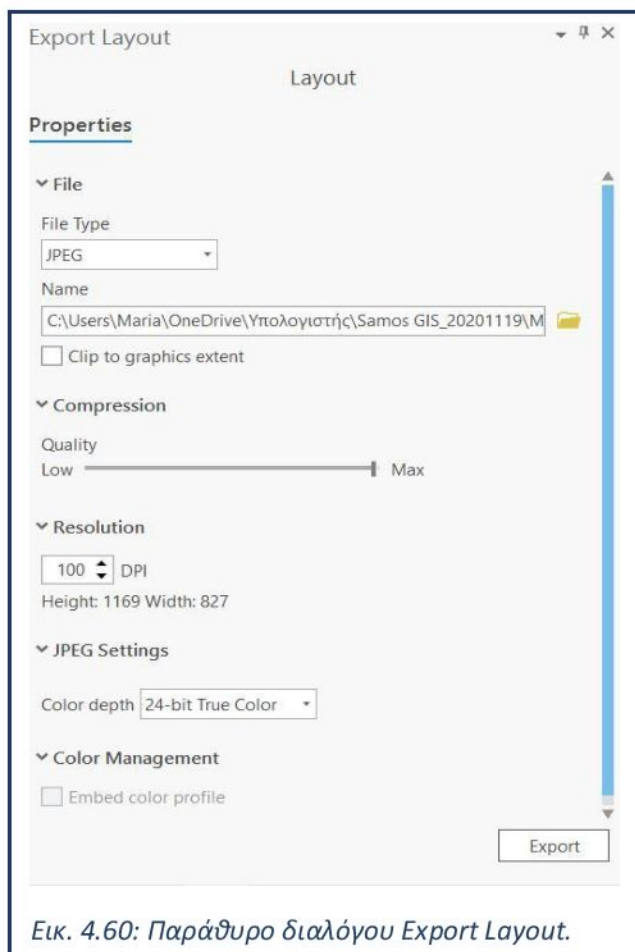 Export Layout
Layout
Properties
File
File Type
JPEG
Name
C:\Users\Maria\OneDrive\Υπολογιστής\Samos GIS_20201119\M
Clip to graphics extent
Compression
Quality
Low Max
Resolution
100 DPI
Height: 1169 Width: 827
JPEG Settings
Color depth 24-bit True Color
Color Management
Embed color profile
Export
Εικ. 4.60: Παράθυρο διαλόγου Export Layout.